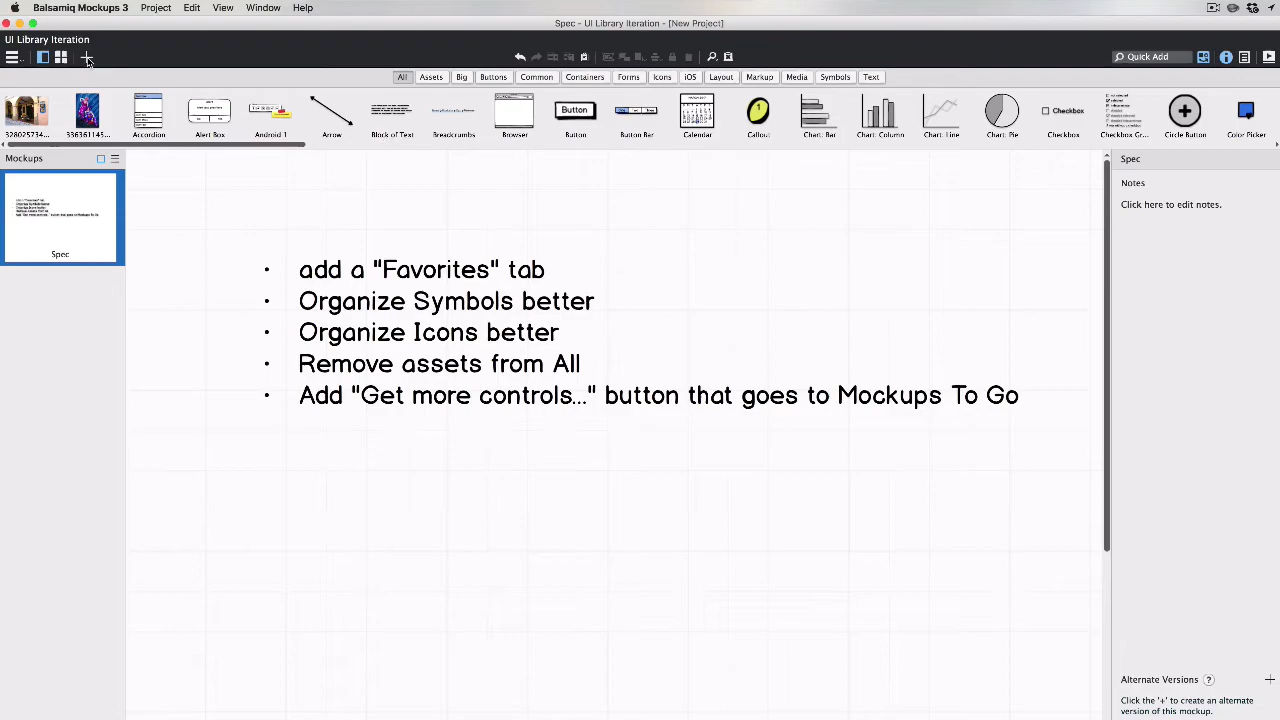 Balsamiq Mockups 3 Project Edit View Window Help
Spec - UI Library Iteration - [New Project]
UI Library Iteration
Quick Add
All Assets Big Buttons Common Containers Forms Icons iOS Layout Markup Media Symbols Text
328025734... 336361145... Accordion Alert Box Android 1 Arrow Block of Text Breadcrumbs Browser Button Button Bar Calendar Callout Chart: Bar Chart: Column Chart: Line Chart: Pie Checkbox Checkbox Gr... Circle Button Color Picker
Mockups
Spec
add a "Favorites" tab
Organize Symbols better
Organize Icons better
Remove assets from All
Add "Get more controls..." button that goes to Mockups To Go
Spec
Notes
Click here to edit notes.
Alternate Versions ?
Click the '+' to create an alternate
version of this mockup.